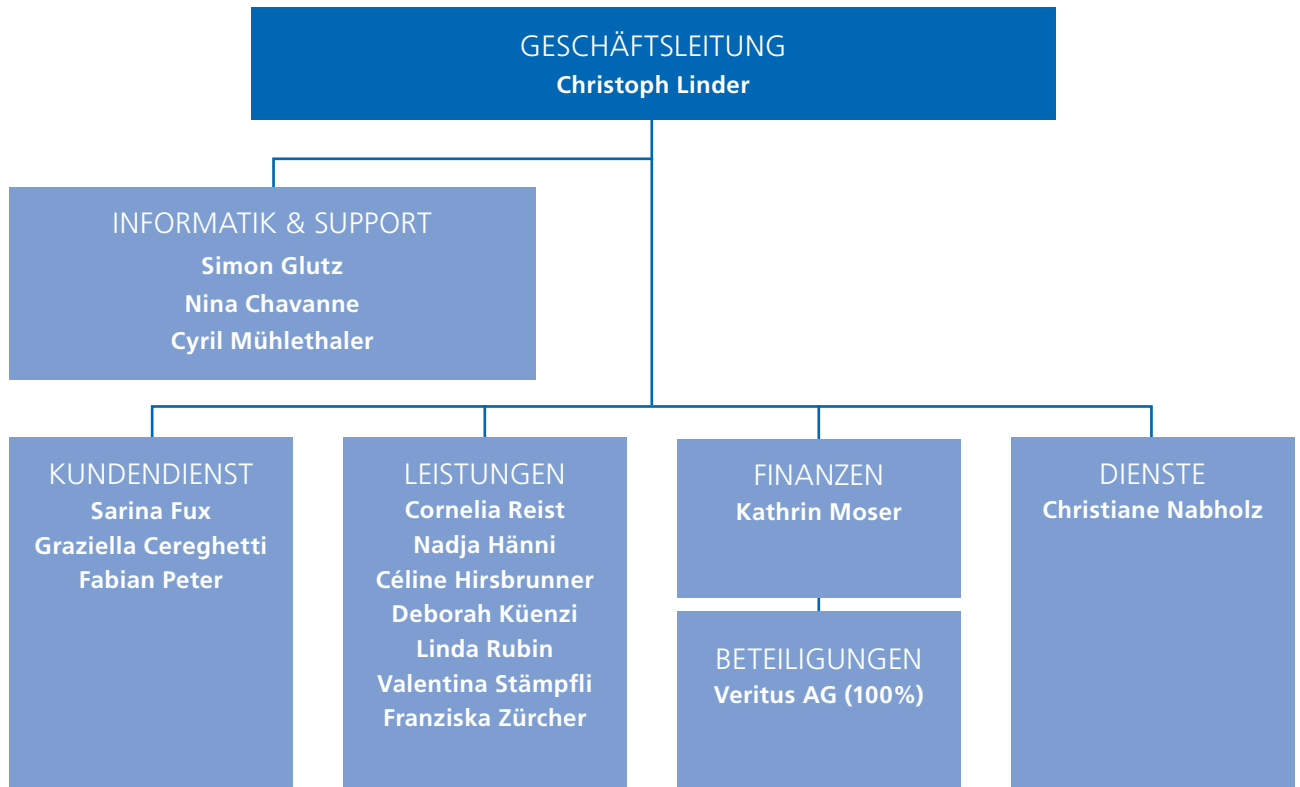 GESCHÄFTSLEITUNG
Christoph Linder
INFORMATIK & SUPPORT
Simon Glutz
Nina Chavanne
Cyril Mühlethaler
KUNDENDIENST
Sarina Fux
Graziella Cereghetti
Fabian Peter
LEISTUNGEN
Cornelia Reist
Nadja Hänni
Céline Hirsbrunner
Deborah Küenzi
Linda Rubin
Valentina Stämpfli
Franziska Zürcher
FINANZEN
Kathrin Moser
BETEILIGUNGEN
Veritus AG (100%)
DIENSTE
Christiane Nabholz